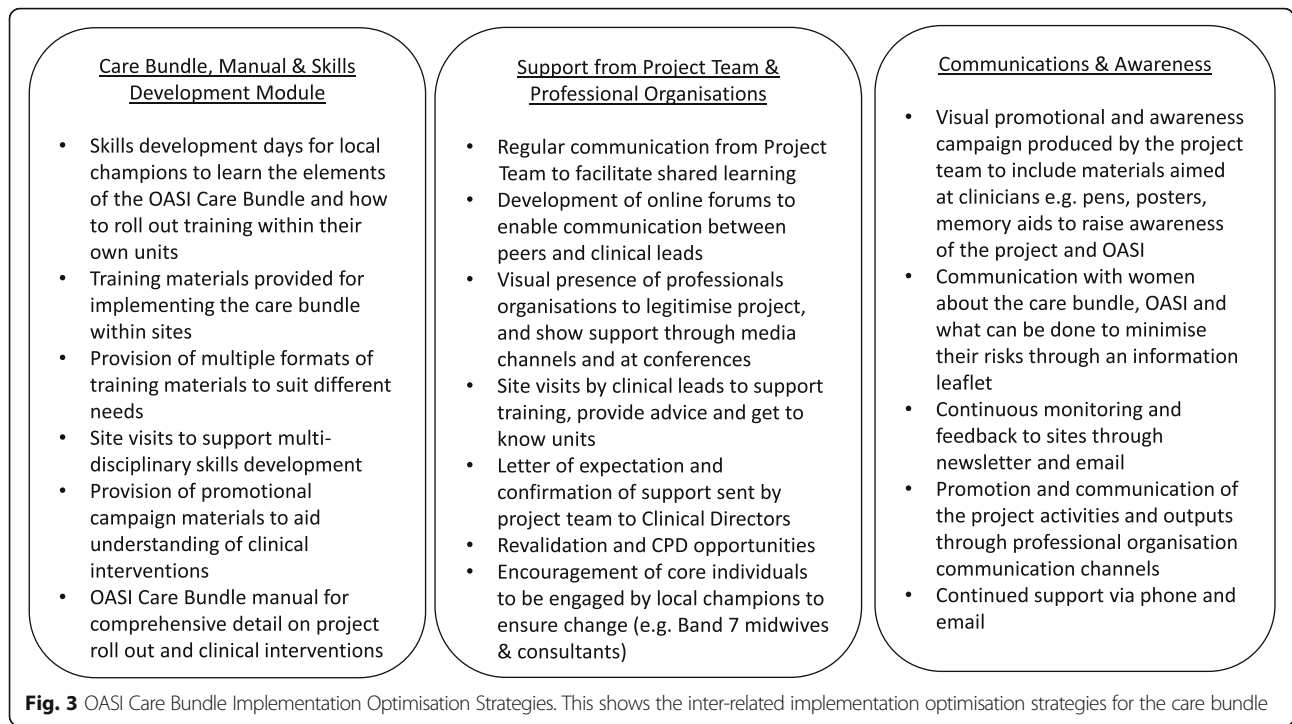 Care Bundle, Manual & Skills
Development Module
• Skills development days for local
champions to learn the elements
of the OASI Care Bundle and how
to roll out training within their
own units
• Training materials provided for
implementing the care bundle
within sites
• Provision of multiple formats of
training materials to suit different
needs
• Site visits to support multi-
disciplinary skills development
• Provision of promotional
campaign materials to aid
understanding of clinical
interventions
• OASI Care Bundle manual for
comprehensive detail on project
roll out and clinical interventions
Support from Project Team &
Professional Organisations
• Regular communication from Project
Team to facilitate shared learning
• Development of online forums to
enable communication between
peers and clinical leads
• Visual presence of professionals
organisations to legitimise project,
and show support through media
channels and at conferences
• Site visits by clinical leads to support
training, provide advice and get to
know units
• Letter of expectation and
confirmation of support sent by
project team to Clinical Directors
• Revalidation and CPD opportunities
• Encouragement of core individuals
to be engaged by local champions to
ensure change (e.g. Band 7 midwives
& consultants)
Communications & Awareness
• Visual promotional and awareness
campaign produced by the project
team to include materials aimed
at clinicians e.g. pens, posters,
memory aids to raise awareness
of the project and OASI
• Communication with women
about the care bundle, OASI and
what can be done to minimise
their risks through an information
leaflet
• Continuous monitoring and
feedback to sites through
newsletter and email
• Promotion and communication of
the project activities and outputs
through professional organisation
communication channels
• Continued support via phone and
email
Fig. 3 OASI Care Bundle Implementation Optimisation Strategies. This shows the inter-related implementation optimisation strategies for the care bundle